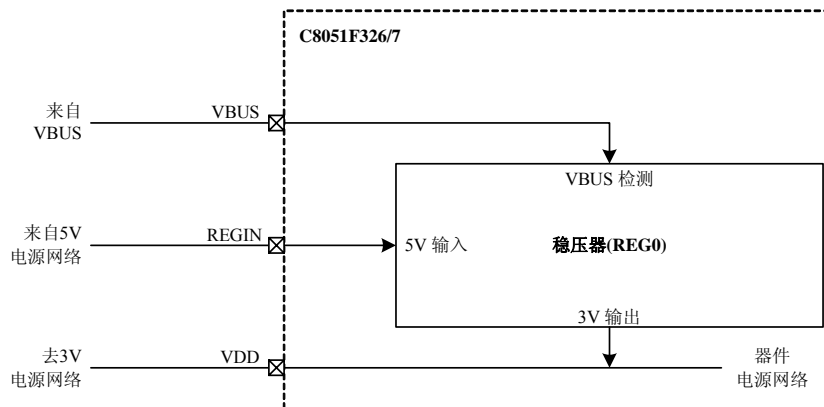 C8051F326/7
来自
VBUS
VBUS
VBUS 检测
来自5V
电源网络
REGIN
5V 输入
稳压器(REG0)
3V 输出
去3V
电源网络
VDD
器件
电源网络